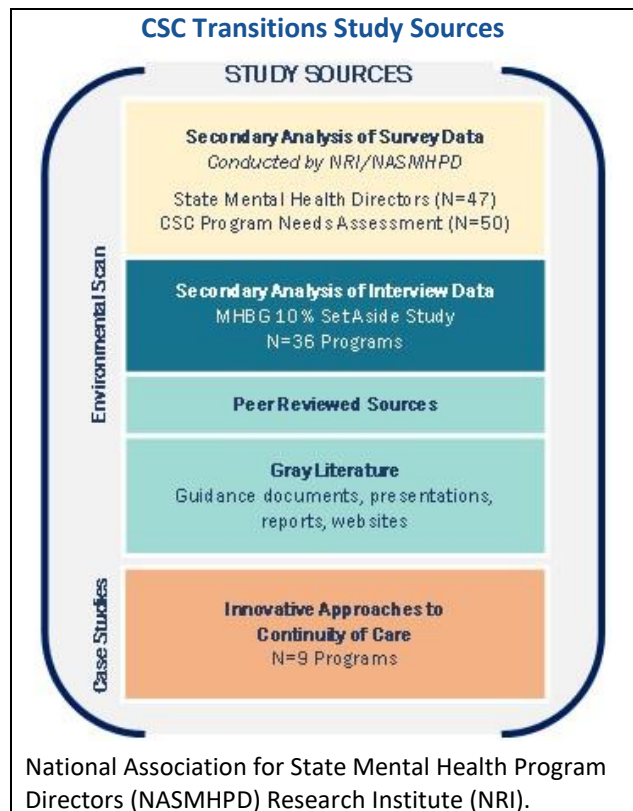 CSC Transitions Study Sources
STUDY SOURCES
Environmental Scan
Secondary Analysis of Survey Data
Conducted by NRI/NASMHPD
State Mental Health Directors (N=47)
CSC Program Needs Assessment (N=50)
Secondary Analysis of Interview Data
MHBG 10% Set Aside Study
N=36 Programs
Peer Reviewed Sources
Gray Literature
Guidance documents, presentations,
reports, websites
Case Studies
Innovative Approaches to
Continuity of Care
N=9 Programs
National Association for State Mental Health Program
Directors (NASMHPD) Research Institute (NRI).